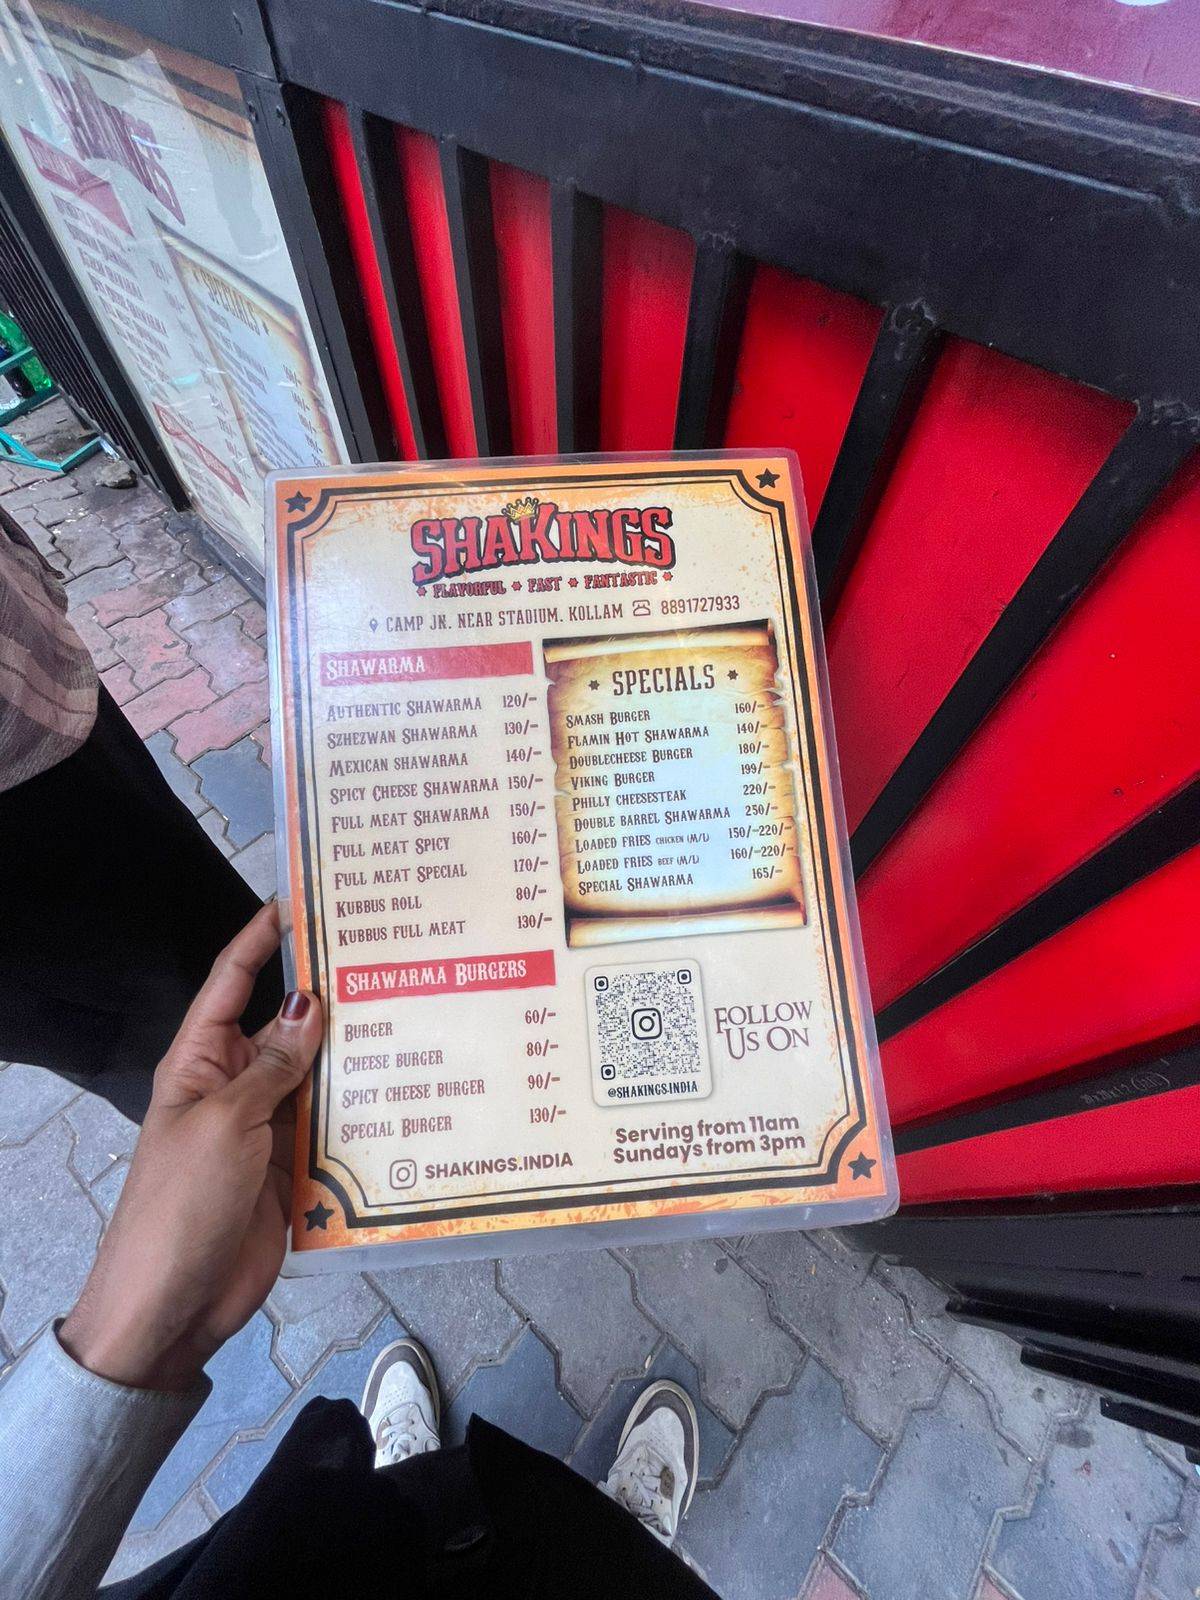 SHAKINGS
FLAVORFUL ★ FAST ★ FANTASTIC
CAMP JN. NEAR STADIUM. KOLLAM 8891727933
SHAWARMA
AUTHENTIC SHAWARMA 120/-
SZHEZWAN SHAWARMA 130/-
MEXICAN SHAWARMA 140/-
SPICY CHEESE SHAWARMA 150/-
FULL MEAT SHAWARMA 150/-
FULL MEAT SPICY 160/-
FULL MEAT SPECIAL 170/-
KUBBUS ROLL 80/-
KUBBUS FULL MEAT 130/-
SHAWARMA BURGERS
BURGER 60/-
CHEESE BURGER 80/-
SPICY CHEESE BURGER 90/-
SPECIAL BURGER 130/-
SHAKINGS.INDIA
★ SPECIALS ★
SMASH BURGER 160/-
FLAMIN HOT SHAWARMA 140/-
DOUBLECHEESE BURGER 180/-
VIKING BURGER 199/-
PHILLY CHEESESTEAK 220/-
DOUBLE BARREL SHAWARMA 250/-
LOADED FRIES CHICKEN (M/L) 150/-220/-
LOADED FRIES BEEF (M/L) 160/-220/-
SPECIAL SHAWARMA 165/-
@SHAKINGS.INDIA
FOLLOW
US ON
Serving from 11am
Sundays from 3pm
SPECIALS